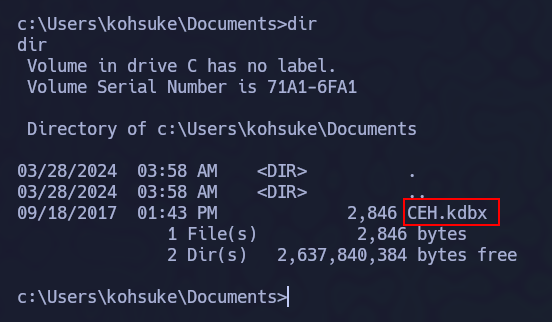 c:\Users\kohsuke\Documents>dir
dir
 Volume in drive C has no label.
 Volume Serial Number is 71A1-6FA1
 Directory of c:\Users\kohsuke\Documents
03/28/2024  03:58 AM    <DIR>          .
03/28/2024  03:58 AM    <DIR>          ..
09/18/2017  01:43 PM             2,846 CEH.kdbx
               1 File(s)          2,846 bytes
               2 Dir(s)   2,637,840,384 bytes free
c:\Users\kohsuke\Documents>